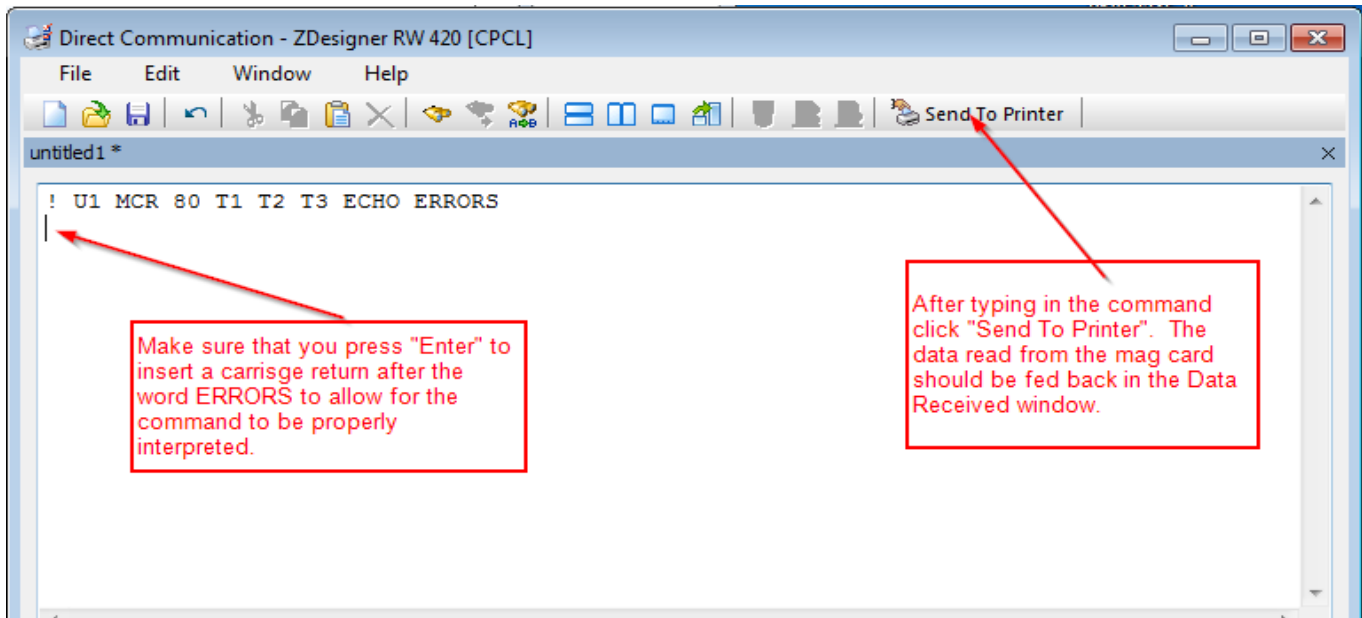 Direct Communication - ZDesigner RW 420 [CPCL]
File Edit Window Help
A→B Send To Printer
untitled1 *
! U1 MCR 80 T1 T2 T3 ECHO ERRORS
Make sure that you press "Enter" to
insert a carrisge return after the
word ERRORS to allow for the
command to be properly
interpreted.
After typing in the command
click "Send To Printer". The
data read from the mag card
should be fed back in the Data
Received window.